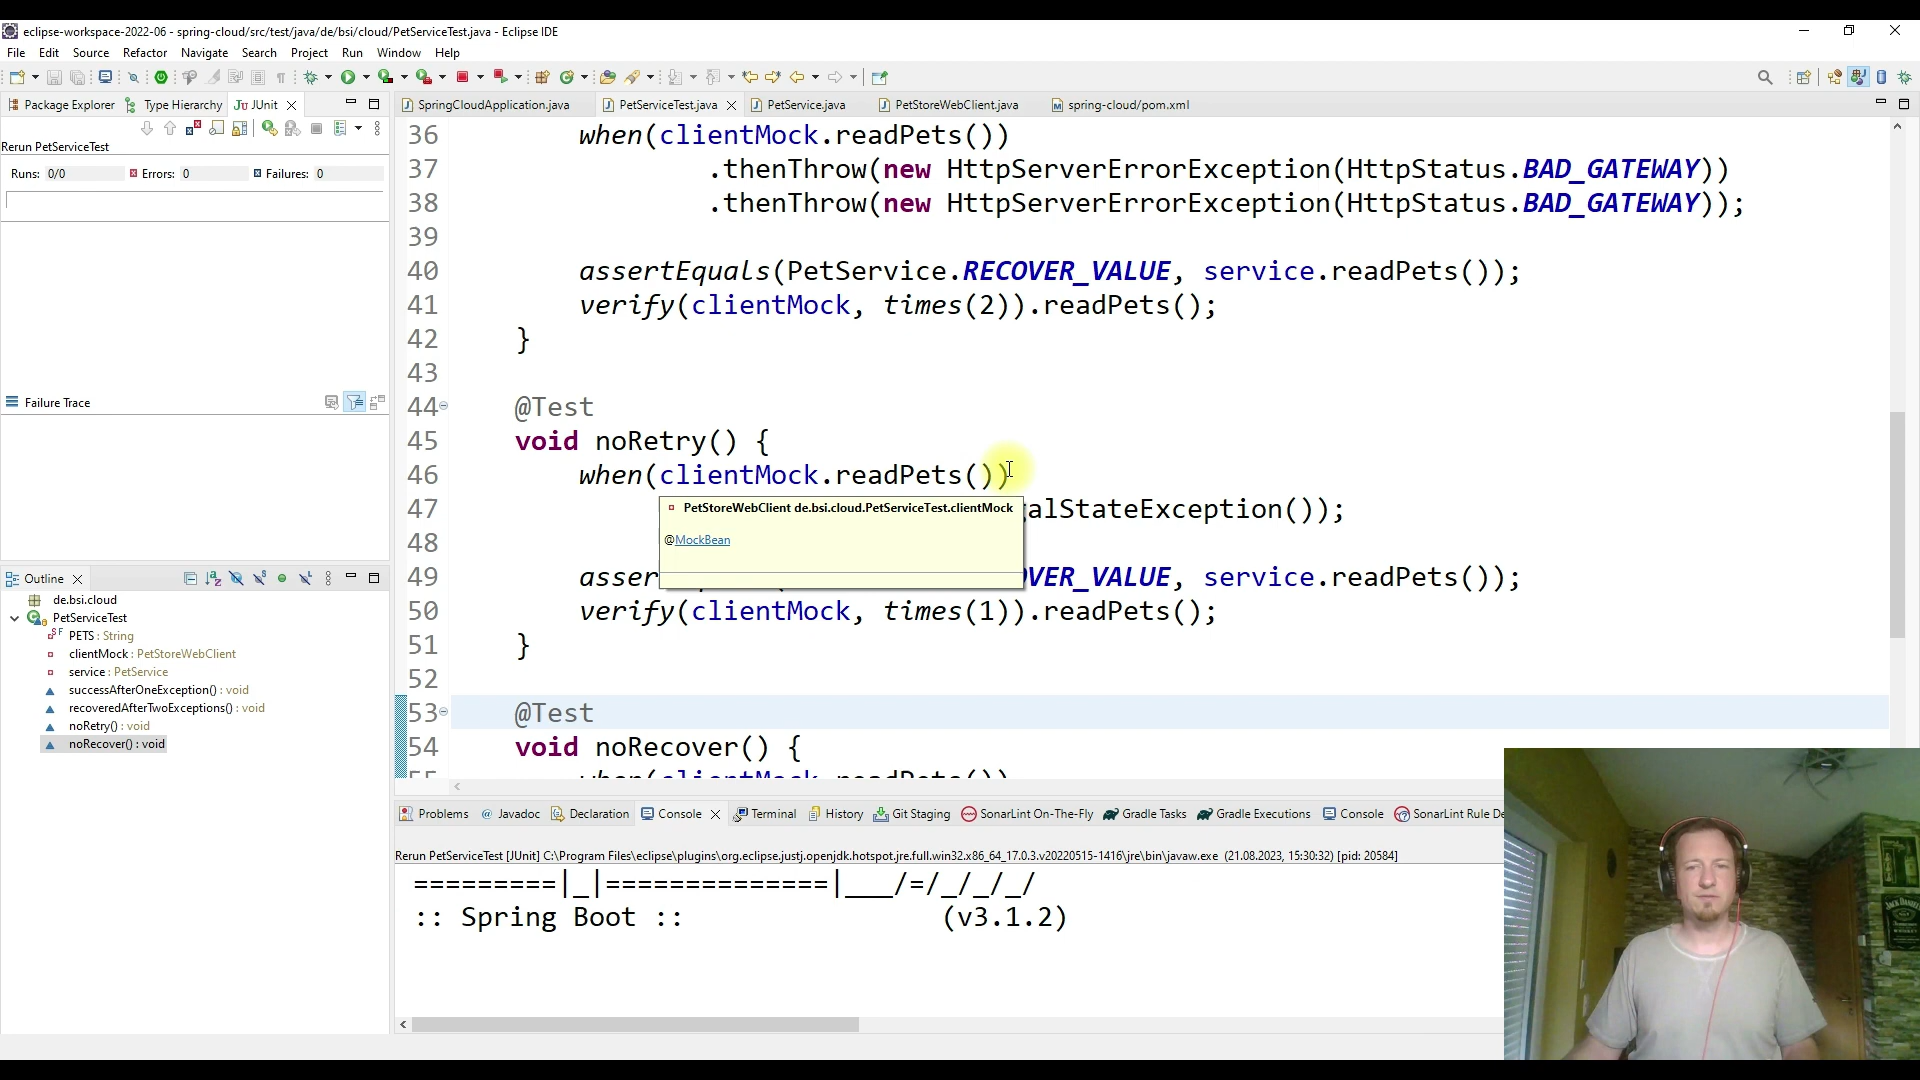 eclipse-workspace-2022-06 - spring-cloud/src/test/java/de/bsi/cloud/PetServiceTest.java - Eclipse IDE
File Edit Source Refactor Navigate Search Project Run Window Help
Package Explorer Type Hierarchy JUnit
SpringCloudApplication.java PetServiceTest.java PetService.java PetStoreWebClient.java spring-cloud/pom.xml
Rerun PetServiceTest
Runs: 0/0 Errors: 0 Failures: 0
Failure Trace
Outline
de.bsi.cloud
PetServiceTest
PETS : String
clientMock : PetStoreWebClient
service : PetService
successAfterOneException() : void
recoveredAfterTwoExceptions() : void
noRetry() : void
noRecover() : void
36 when(clientMock.readPets())
37 .thenThrow(new HttpServerErrorException(HttpStatus.BAD_GATEWAY))
38 .thenThrow(new HttpServerErrorException(HttpStatus.BAD_GATEWAY));
39
40 assertEquals(PetService.RECOVER_VALUE, service.readPets());
41 verify(clientMock, times(2)).readPets();
42 }
43
44 @Test
45 void noRetry() {
46 when(clientMock.readPets())
47 galStateException());
PetStoreWebClient de.bsi.cloud.PetServiceTest.clientMock
@MockBean
48
49 asser OVER_VALUE, service.readPets());
50 verify(clientMock, times(1)).readPets();
51 }
52
53 @Test
54 void noRecover() {
55 when(clientMock.readPets())
Problems Javadoc Declaration Console Terminal History Git Staging SonarLint On-The-Fly Gradle Tasks Gradle Executions Console SonarLint Rule De
Rerun PetServiceTest [JUnit] C:\Program Files\eclipse\plugins\org.eclipse.justj.openjdk.hotspot.jre.full.win32.x86_64_17.0.3.v20220515-1416\jre\bin\javaw.exe (21.08.2023, 15:30:32) [pid: 20584]
=========|_|==============|___/=/_/_/_/
:: Spring Boot :: (v3.1.2)